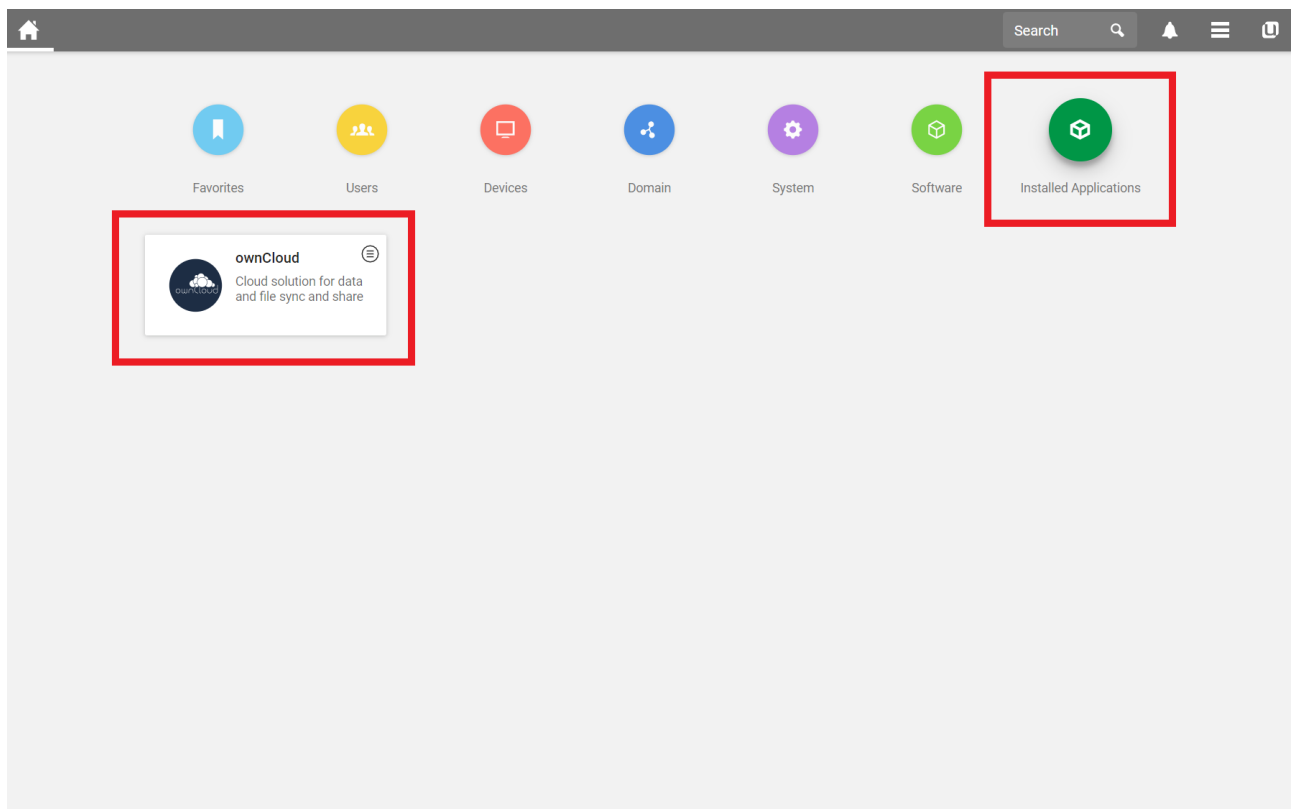 Search
Favorites
Users
Devices
Domain
System
Software
Installed Applications
ownCloud
Cloud solution for data
and file sync and share
ownCloud